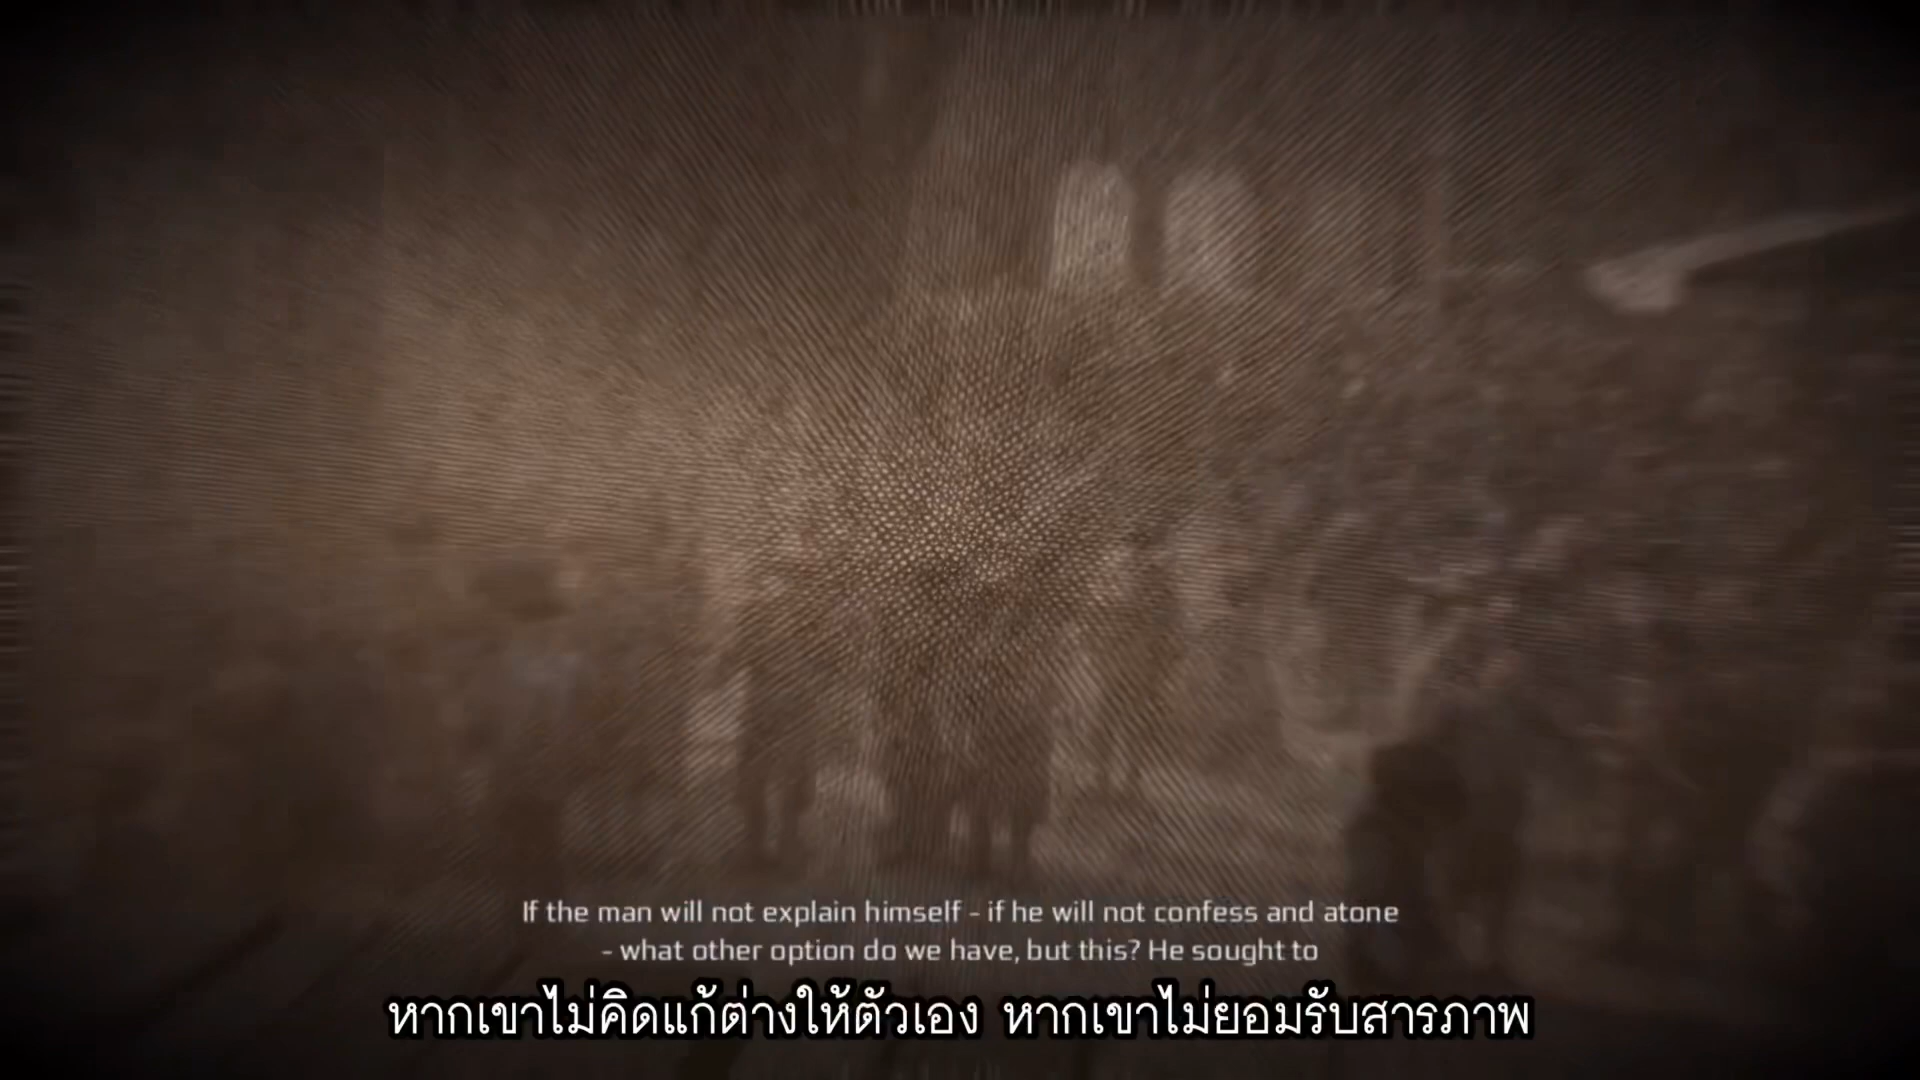 If the man will not explain himself - if he will not confess and atone
- what other option do we have, but this? He sought to
หากเขาไม่คิดแก้ต่างให้ตัวเอง หากเขาไม่ยอมรับสารภาพ